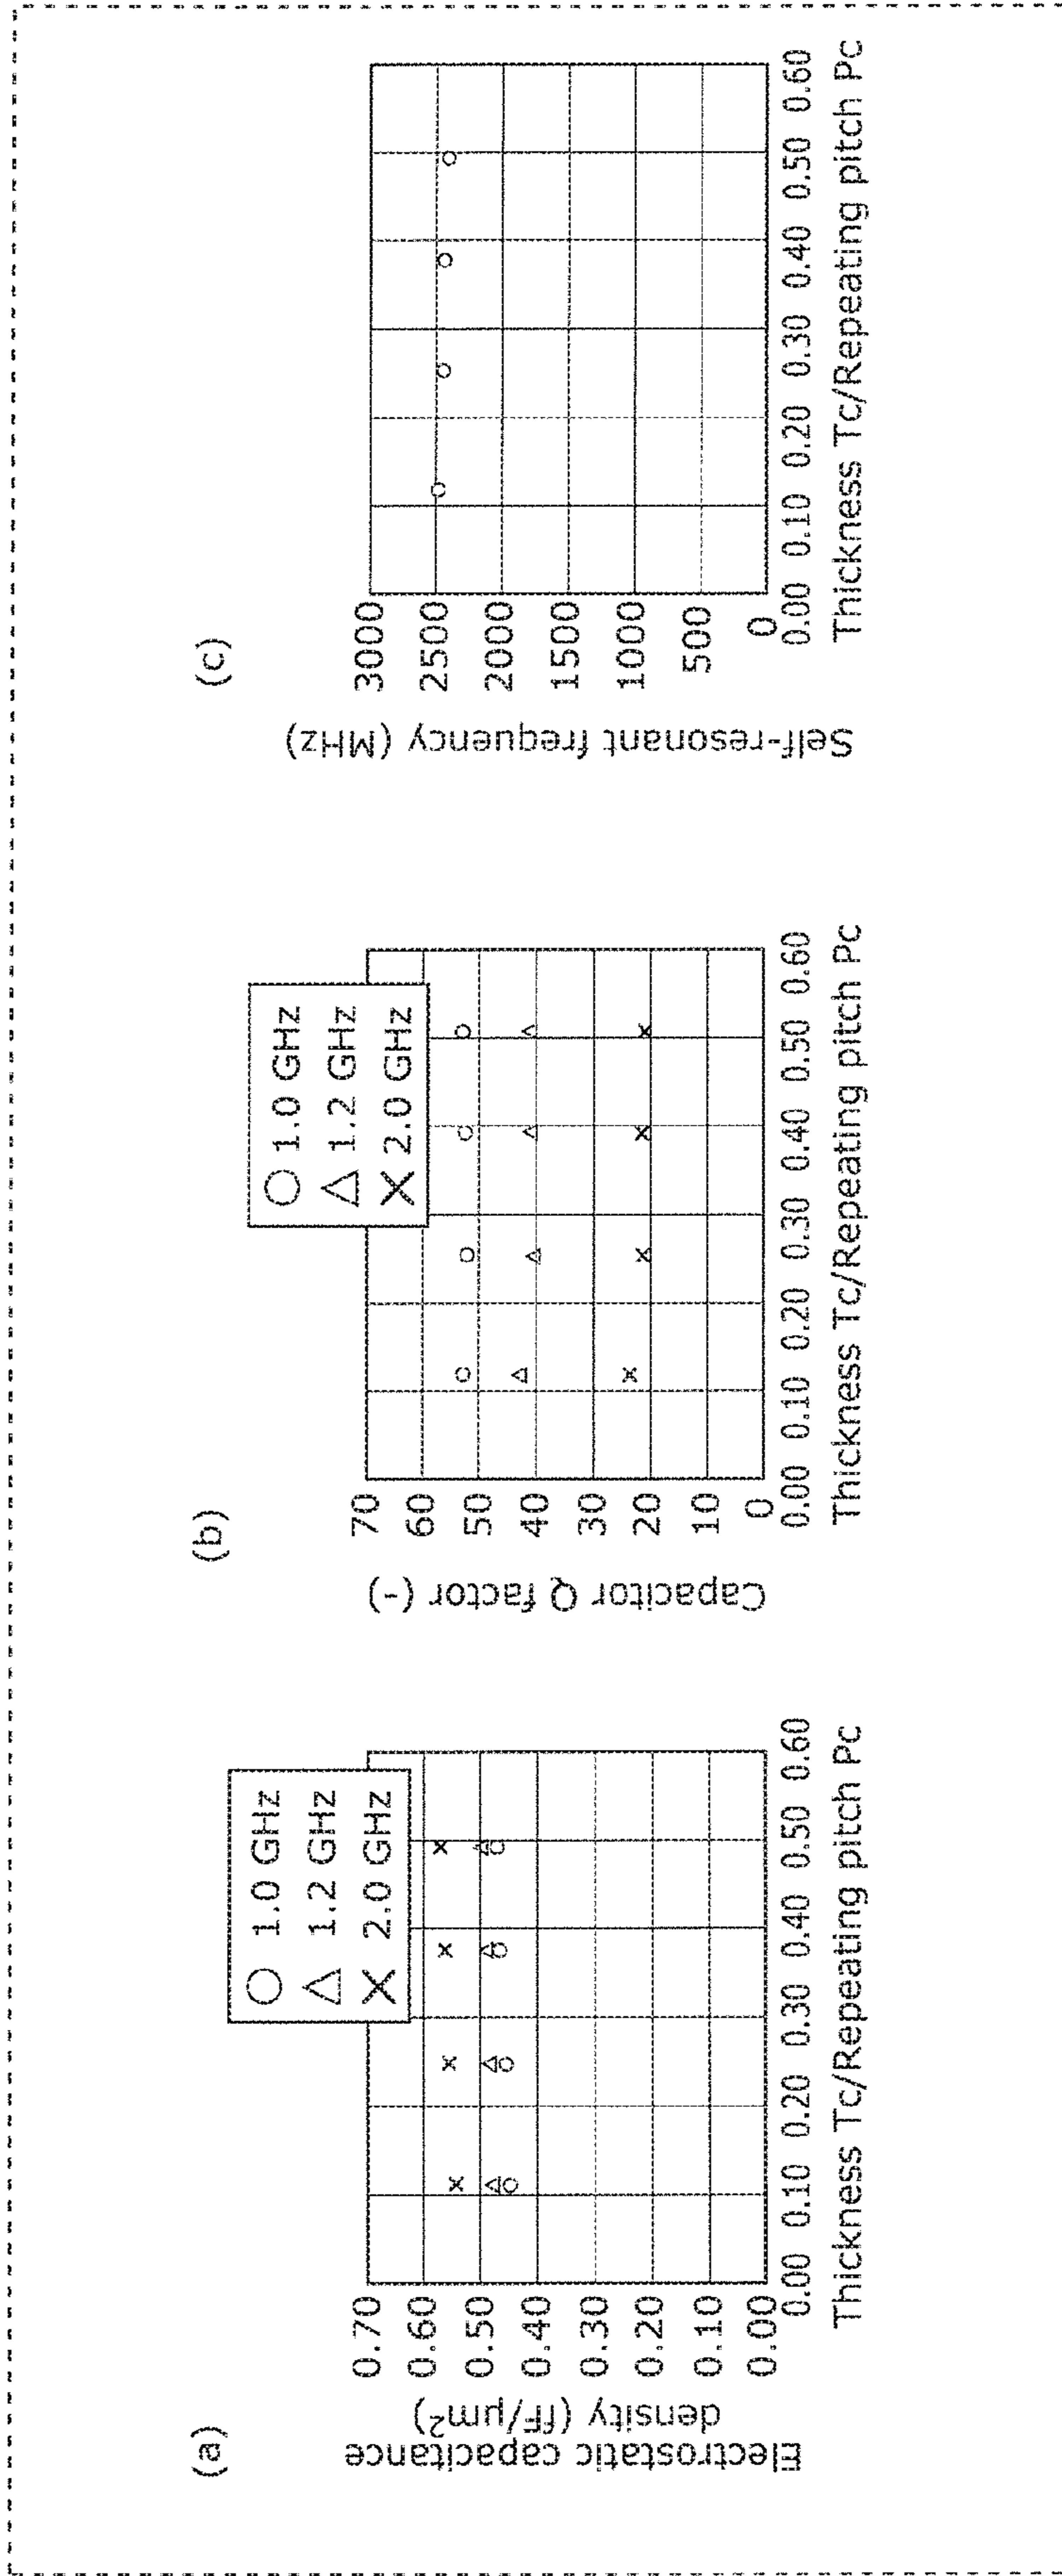 (a)
Electrostatic capacitance
density (fF/μm²)
0.70
0.60
0.50
0.40
0.30
0.20
0.10
0.00
○ 1.0 GHz
△ 1.2 GHz
× 2.0 GHz
0.00 0.10 0.20 0.30 0.40 0.50 0.60
Thickness Tc/Repeating pitch Pc
(b)
Capacitor Q factor (-)
70
60
50
40
30
20
10
0
○ 1.0 GHz
△ 1.2 GHz
× 2.0 GHz
0.00 0.10 0.20 0.30 0.40 0.50 0.60
Thickness Tc/Repeating pitch Pc
(c)
Self-resonant frequency (MHz)
3000
2500
2000
1500
1000
500
0
0.00 0.10 0.20 0.30 0.40 0.50 0.60
Thickness Tc/Repeating pitch Pc